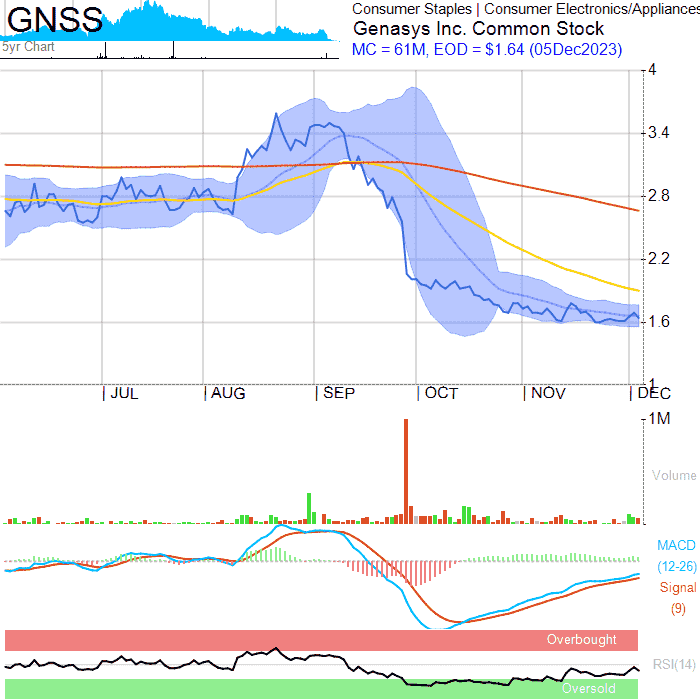 GNSS
5yr Chart
Consumer Staples | Consumer Electronics/Appliances
Genasys Inc. Common Stock
MC = 61M, EOD = $1.64 (05Dec2023)
4
3.4
2.8
2.2
1.6
1
JUL
AUG
SEP
OCT
NOV
DEC
1M
Volume
MACD
(12-26)
Signal
(9)
Overbought
RSI(14)
Oversold